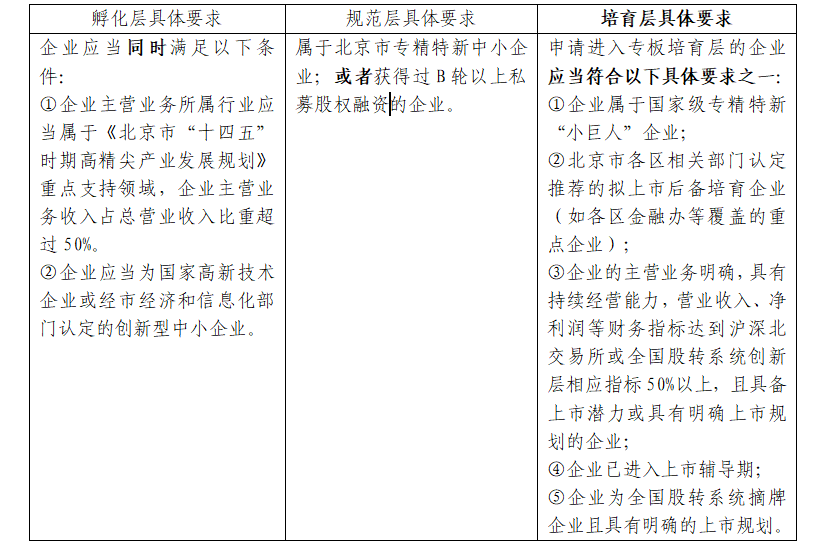 孵化层具体要求
企业应当同时满足以下条
件：
①企业主营业务所属行业应
当属于《北京市“十四五”
时期高精尖产业发展规划》
重点支持领域，企业主营业
务收入占总营业收入比重超
过 50%。
②企业应当为国家高新技术
企业或经市经济和信息化部
门认定的创新型中小企业。
规范层具体要求
属于北京市专精特新中小企
业；或者获得过 B 轮以上私
募股权融资的企业。
培育层具体要求
申请进入专板培育层的企业
应当符合以下具体要求之一：
①企业属于国家级专精特新
“小巨人”企业；
②北京市各区相关部门认定
推荐的拟上市后备培育企业
（如各区金融办等覆盖的重
点企业）；
③企业的主营业务明确，具有
持续经营能力，营业收入、净
利润等财务指标达到沪深北
交易所或全国股转系统创新
层相应指标 50%以上，且具备
上市潜力或具有明确上市规
划的企业；
④企业已进入上市辅导期；
⑤企业为全国股转系统摘牌
企业且具有明确的上市规划。